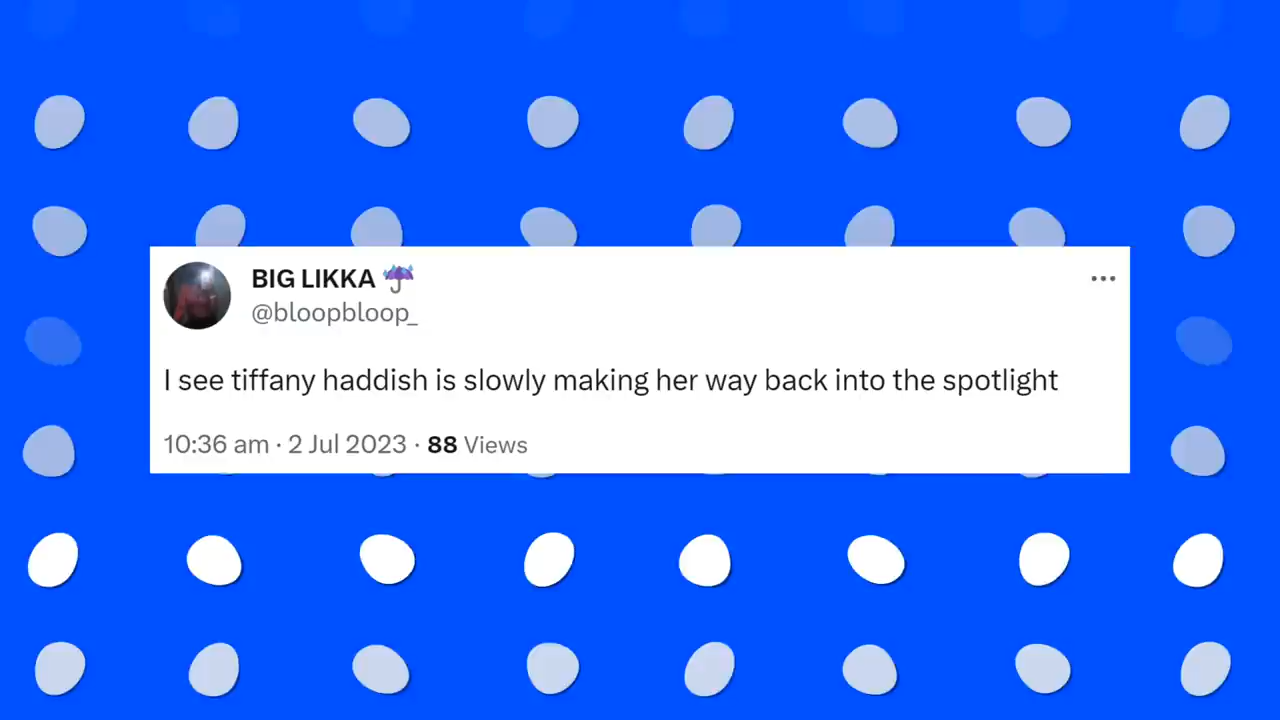 BIG LIKKA ☔
@bloopbloop_
I see tiffany haddish is slowly making her way back into the spotlight
10:36 am · 2 Jul 2023 · 88 Views